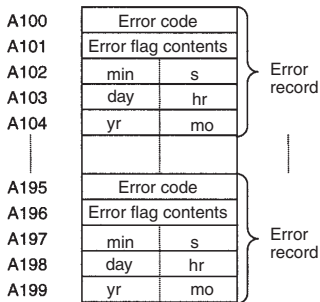 A100 Error code
A101 Error flag contents
A102 min s
A103 day hr
A104 yr mo
Error
record
A195 Error code
A196 Error flag contents
A197 min s
A198 day hr
A199 yr mo
Error
record